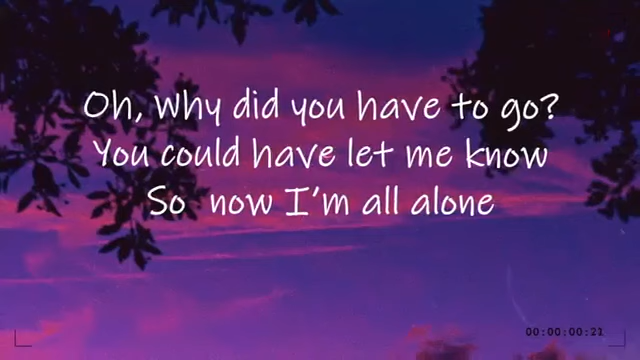 Oh, why did you have to go?
You could have let me know
So now I'm all alone
00:00:00:21